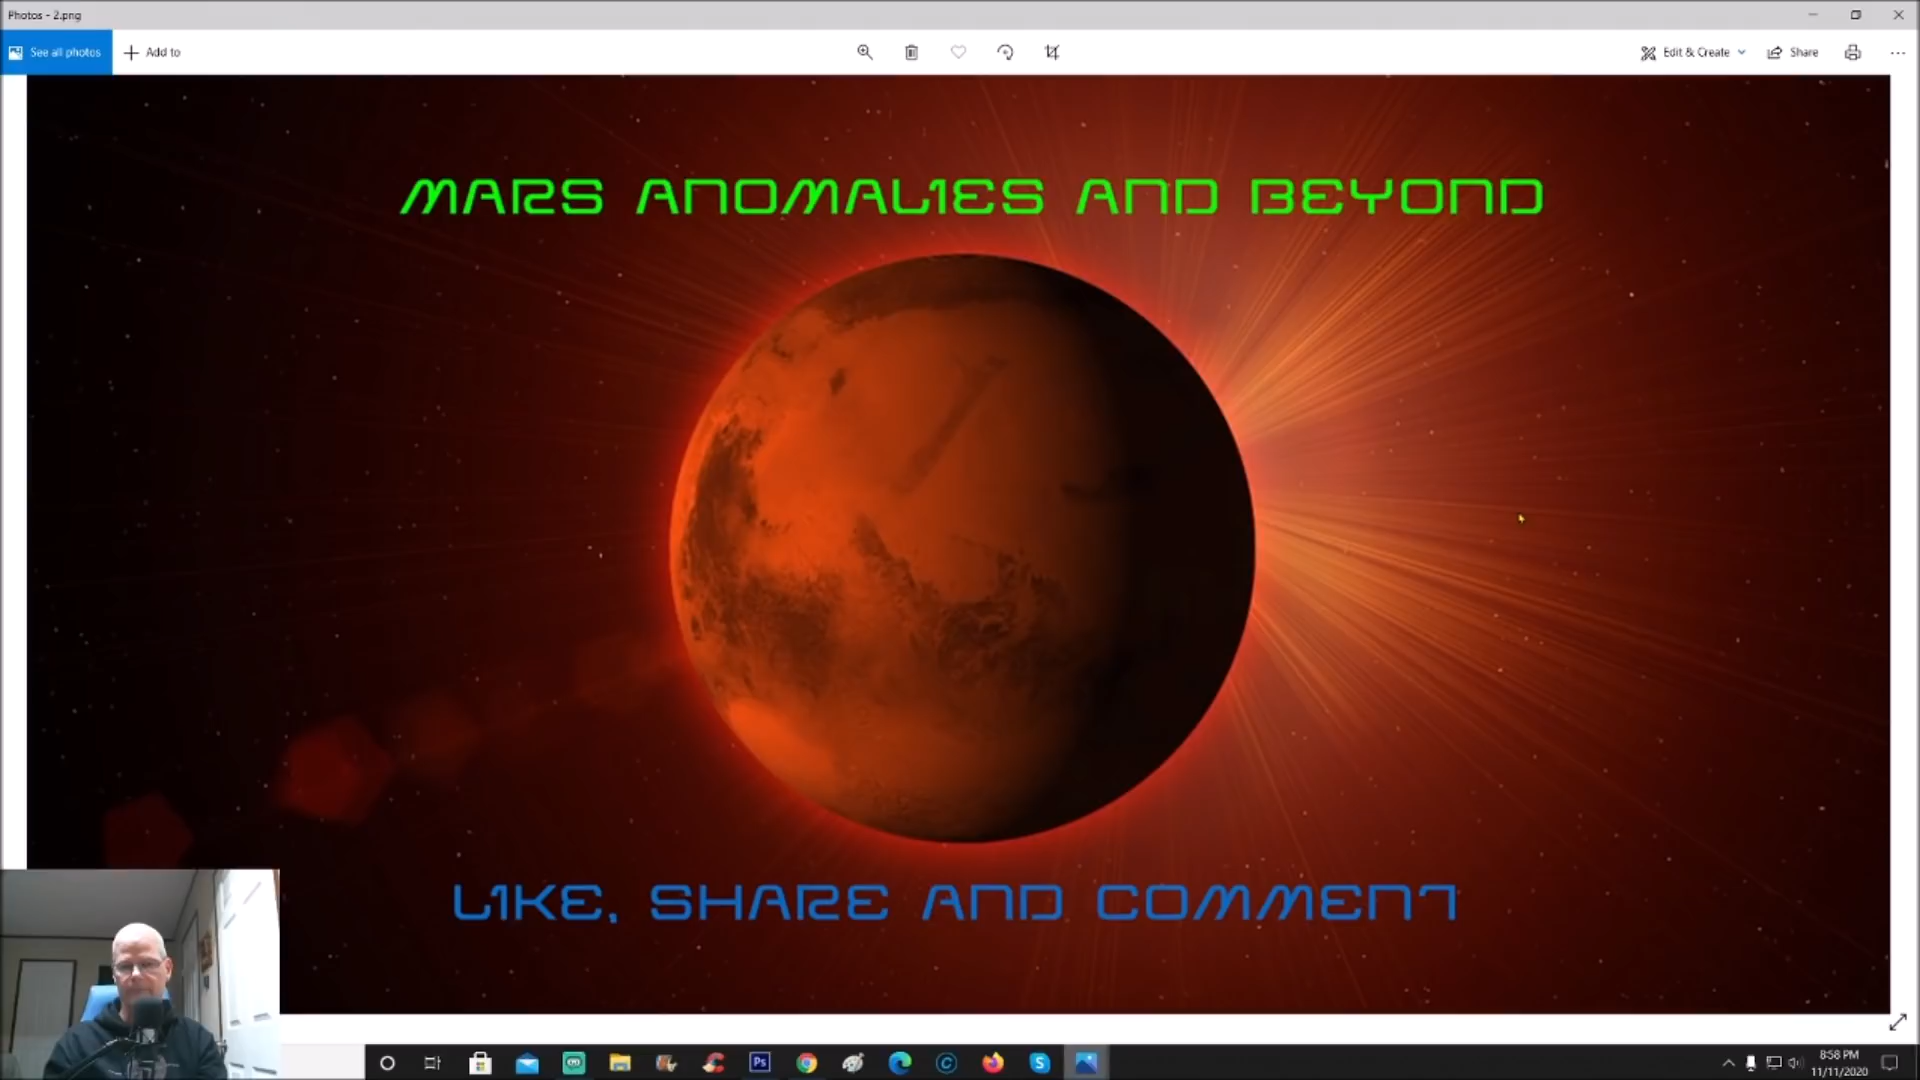 Photos - 2.png
See all photos
Add to
Edit & Create
Share
MARS ANOMALIES AND BEYOND
LIKE, SHARE AND COMMENT
Ps
8:58 PM
11/11/2020